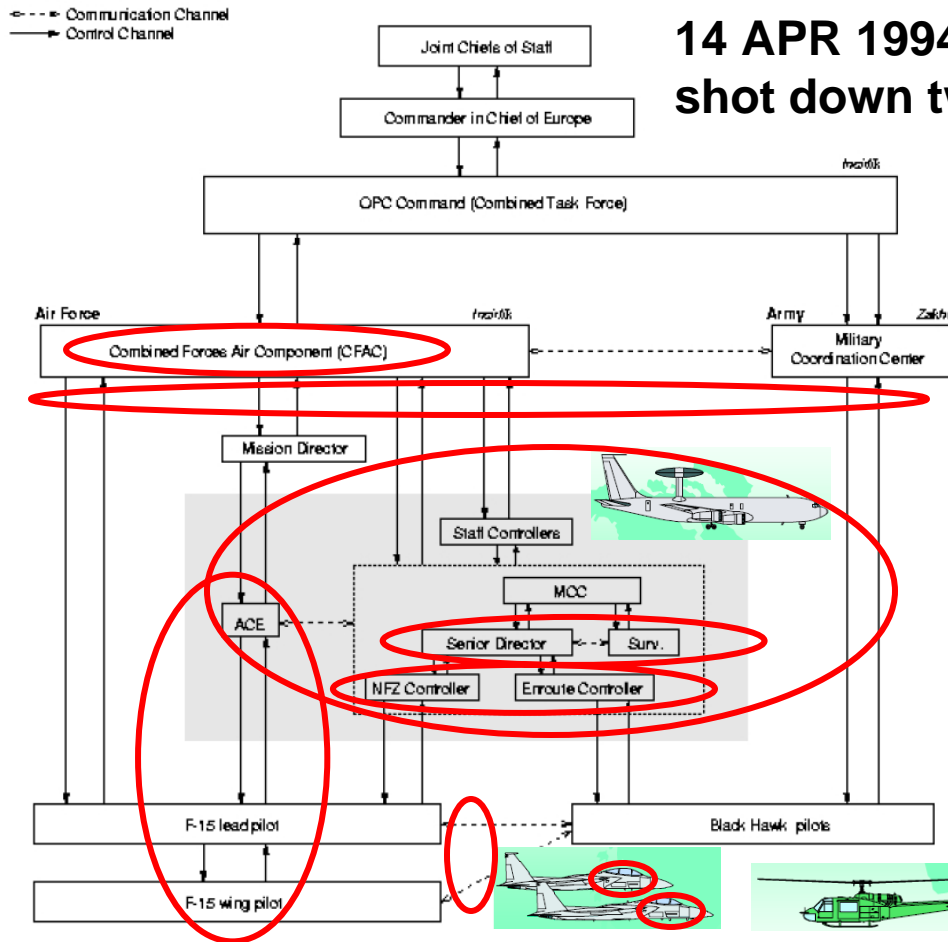 Communication Channel
Control Channel
14 APR 1994
shot down
Joint Chiefs of Staff
Commander in Chief of Europe
Incirlik
OPC Command (Combined Task Force)
Air Force
Incirlik
Army
Combined Forces Air Component (CFAC)
Military
Coordination Center
Mission Director
Staff Controllers
MCC
ACE
Senior Director
Surv.
NFZ Controller
Enroute Controller
F-15 lead pilot
Black Hawk pilots
F-15 wing pilot